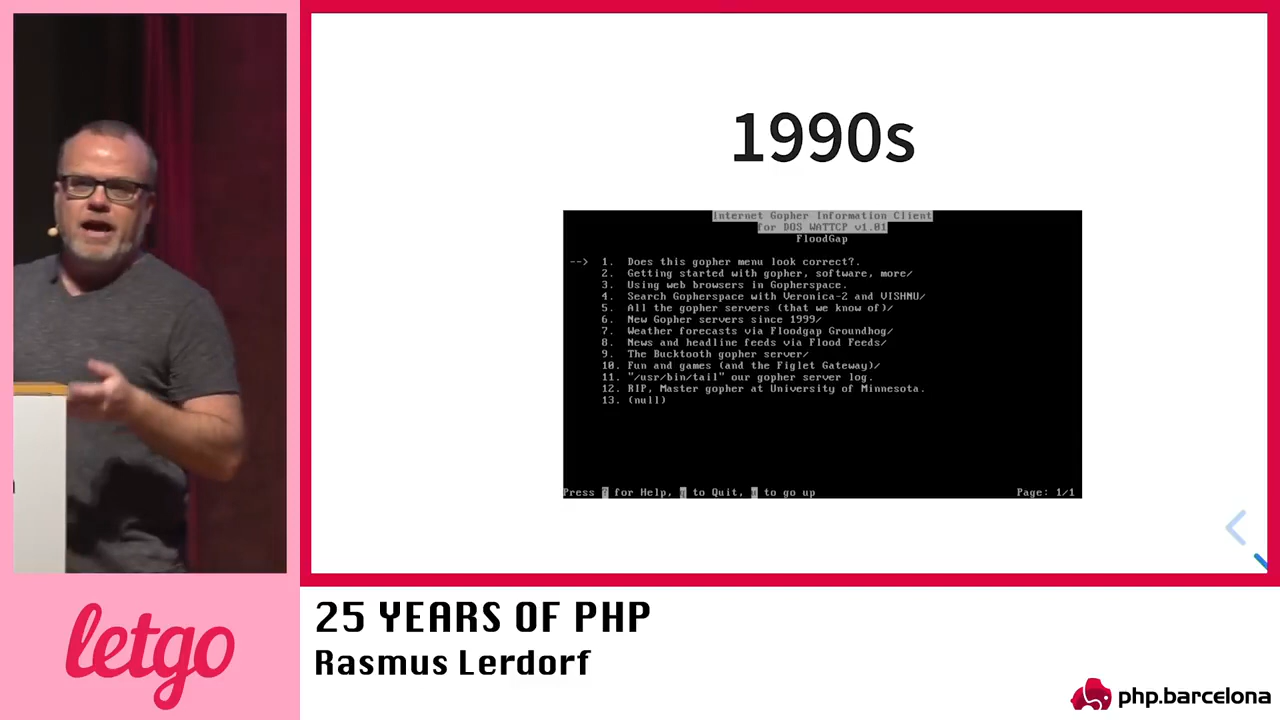 1990s
Internet Gopher Information Client
for DOS WATTCP v1.01
FloodGap
--> 1. Does this gopher menu look correct?.
2. Getting started with gopher, software, more/
3. Using web browsers in Gopherspace.
4. Search Gopherspace with Veronica-2 and VISHNU/
5. All the gopher servers (that we know of)/
6. New Gopher servers since 1999/
7. Weather forecasts via Floodgap Groundhog/
8. News and headline feeds via Flood Feeds/
9. The Bucktooth gopher server/
10. Fun and games (and the Figlet Gateway)/
11. "/usr/bin/tail" our gopher server log.
12. RIP, Master gopher at University of Minnesota.
13. (null)
Press ? for Help, q to Quit, u to go up Page: 1/1
25 YEARS OF PHP
Rasmus Lerdorf
letgo
php.barcelona